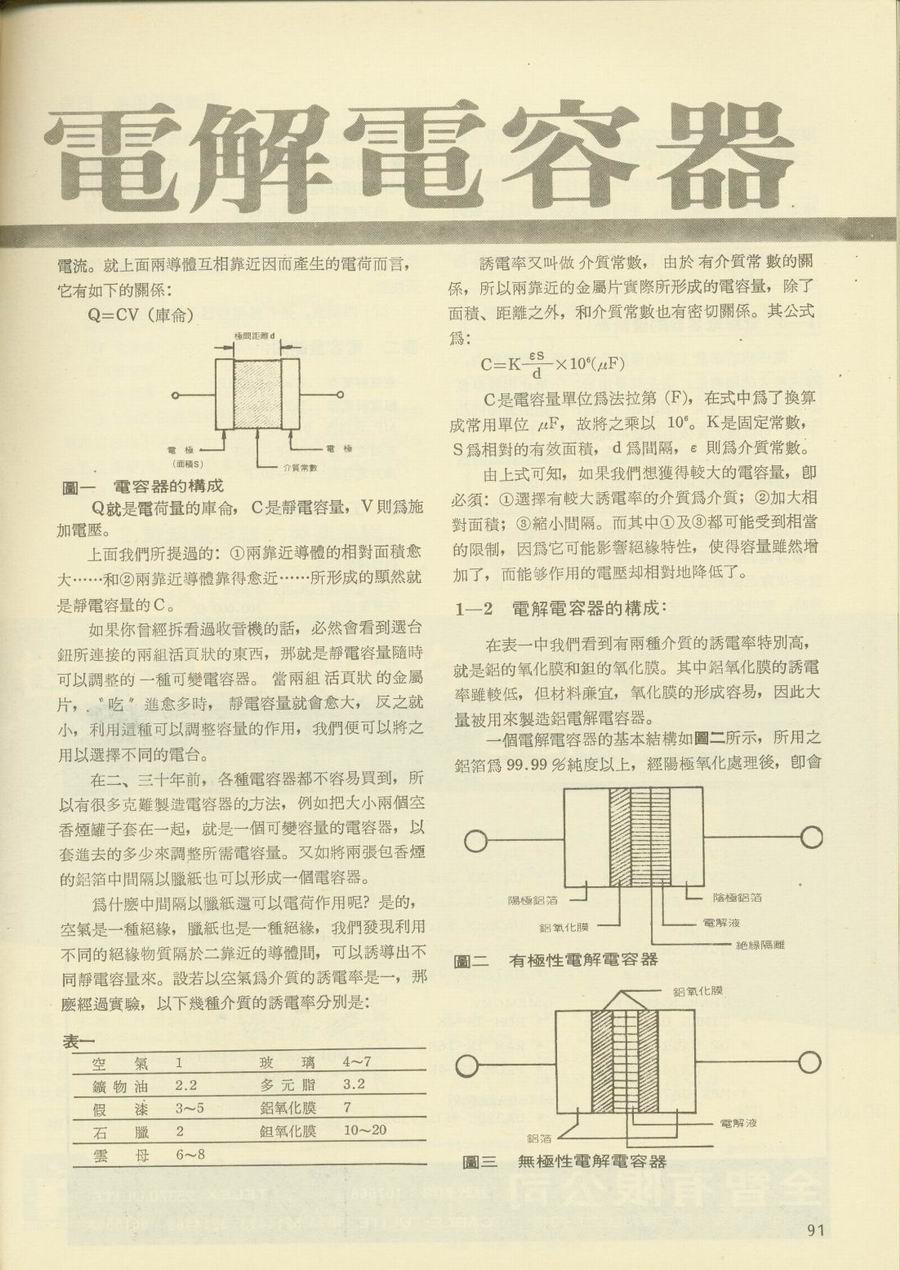 電解電容器
電流。就上面兩導體互相靠近因而產生的電荷而言，
它有如下的關係：
Q=CV（庫侖）
極間距離d
電 極
（面積S）
介質常數
電 極
圖一 電容器的構成
Q就是電荷量的庫侖，C是靜電容量，V則爲施
加電壓。
上面我們所提過的：①兩靠近導體的相對面積愈
大……和②兩靠近導體靠得愈近……所形成的顯然就
是靜電容量的C。
如果你曾經拆看過收音機的話，必然會看到選台
鈕所連接的兩組活頁狀的東西，那就是靜電容量隨時
可以調整的一種可變電容器。當兩組活頁狀的金屬
片，〝吃〞進愈多時，靜電容量就會愈大，反之就
小，利用這種可以調整容量的作用，我們便可以將之
用以選擇不同的電台。
在二、三十年前，各種電容器都不容易買到，所
以有很多克難製造電容器的方法，例如把大小兩個空
香煙罐子套在一起，就是一個可變容量的電容器，以
套進去的多少來調整所需電容量。又如將兩張包香煙
的鋁箔中間隔以臘紙也可以形成一個電容器。
爲什麽中間隔以臘紙還可以電荷作用呢？是的，
空氣是一種絕緣，臘紙也是一種絕緣，我們發現利用
不同的絕緣物質隔於二靠近的導體間，可以誘導出不
同靜電容量來。設若以空氣爲介質的誘電率是一，那
麽經過實驗，以下幾種介質的誘電率分別是：
表一
空 氣 1 玻 璃 4～7
鑛物油 2.2 多元脂 3.2
假 漆 3～5 鋁氧化膜 7
石 臘 2 鉭氧化膜 10～20
雲 母 6～8
誘電率又叫做介質常數，由於有介質常數的關
係，所以兩靠近的金屬片實際所形成的電容量，除了
面積、距離之外，和介質常數也有密切關係。其公式
爲：
C=K εS/d ×10⁶(μF)
C是電容量單位爲法拉第（F），在式中爲了換算
成常用單位 μF，故將之乘以 10⁶。K是固定常數，
S爲相對的有效面積，d爲間隔，ε則爲介質常數。
由上式可知，如果我們想獲得較大的電容量，卽
必須：①選擇有較大誘電率的介質爲介質；②加大相
對面積；③縮小間隔。而其中①及③都可能受到相當
的限制，因爲它可能影響絕緣特性，使得容量雖然增
加了，而能够作用的電壓却相對地降低了。
1—2 電解電容器的構成：
在表一中我們看到有兩種介質的誘電率特別高，
就是鋁的氧化膜和鉭的氧化膜。其中鋁氧化膜的誘電
率雖較低，但材料亷宜，氧化膜的形成容易，因此大
量被用來製造鋁電解電容器。
一個電解電容器的基本結構如圖二所示，所用之
鋁箔爲 99.99％純度以上，經陽極氧化處理後，卽會
陽極鋁箔
鋁氧化膜
陰極鋁箔
電解液
絶緣隔離
圖二 有極性電解電容器
鋁氧化膜
鋁箔
電解液
圖三 無極性電解電容器
91